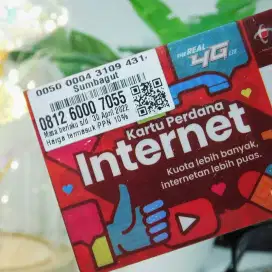 0050 0004 3109 431.
Sumbagut
0812 6000 7055
Masa berlaku s/d 30 April 2022
Harga termasuk PPN 10%
THE REAL 4G LTE
Kartu Perdana
Internet
Kuota lebih banyak,
internetan lebih puas.